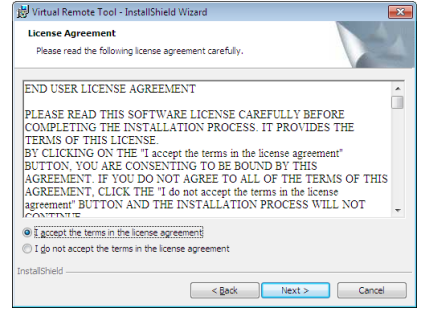 Virtual Remote Tool - InstallShield Wizard
License Agreement
Please read the following license agreement carefully.
END USER LICENSE AGREEMENT
PLEASE READ THIS SOFTWARE LICENSE CAREFULLY BEFORE
COMPLETING THE INSTALLATION PROCESS. IT PROVIDES THE
TERMS OF THIS LICENSE.
BY CLICKING ON THE "I accept the terms in the license agreement"
BUTTON, YOU ARE CONSENTING TO BE BOUND BY THIS
AGREEMENT. IF YOU DO NOT AGREE TO ALL OF THE TERMS OF THIS
AGREEMENT, CLICK THE "I do not accept the terms in the license
agreement" BUTTON AND THE INSTALLATION PROCESS WILL NOT
CONTINUE
I accept the terms in the license agreement
I do not accept the terms in the license agreement
InstallShield
< Back Next > Cancel